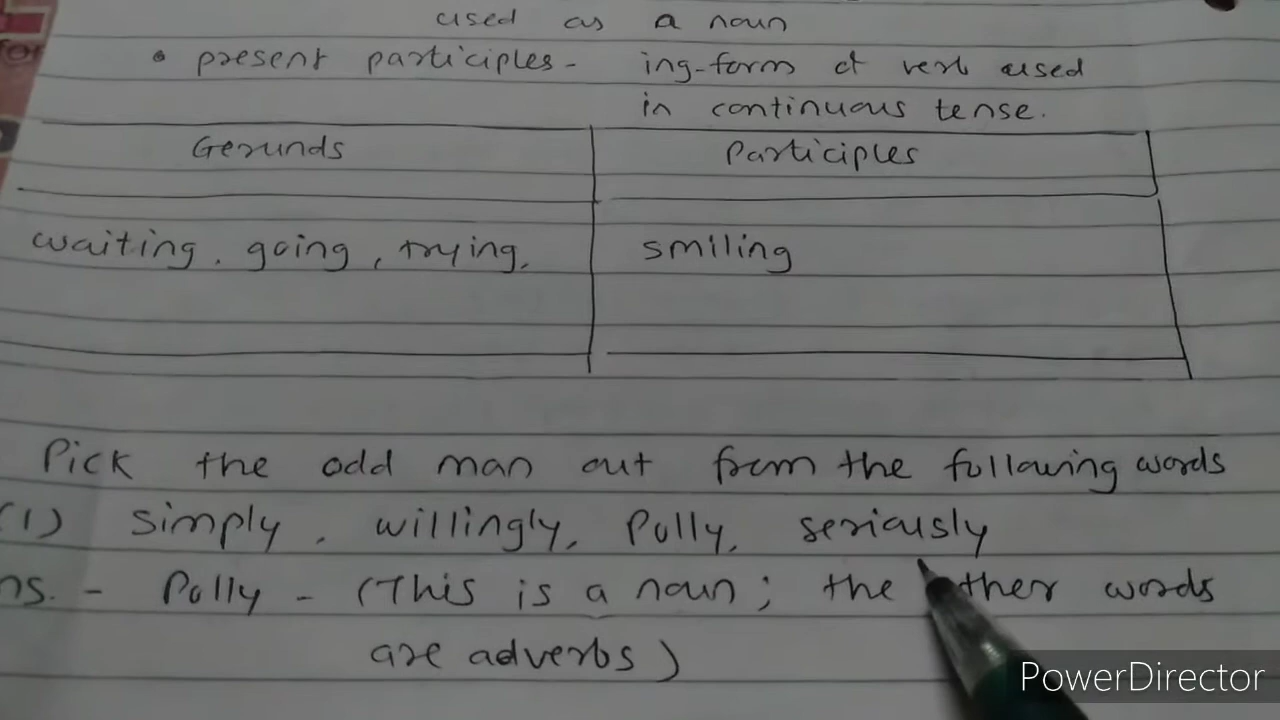 used as a noun
• present participles - ing-form of verb used
in continuous tense.
Gerunds Participles
waiting, going, trying, smiling
Pick the odd man out from the following words
(1) simply, willingly, Polly, seriously
ns. - Polly - (This is a noun; the other words
are adverbs)
PowerDirector